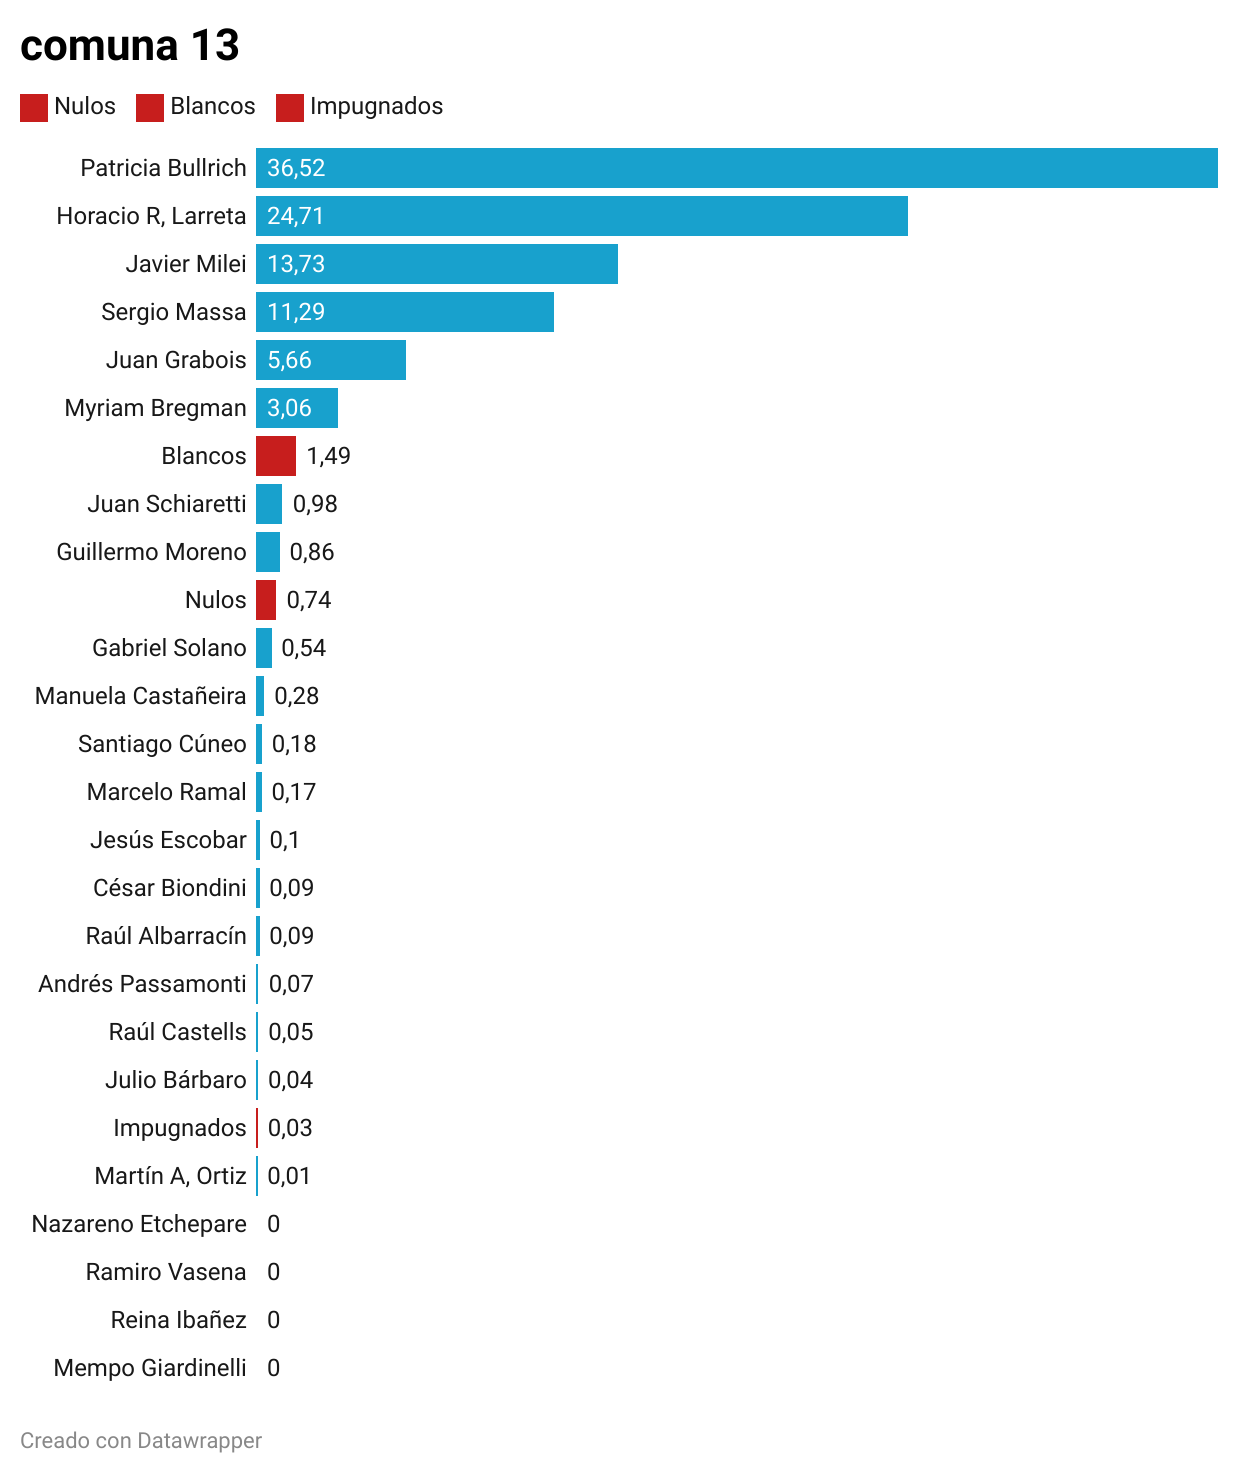 comuna 13
Nulos Blancos Impugnados
Patricia Bullrich 36,52
Horacio R, Larreta 24,71
Javier Milei 13,73
Sergio Massa 11,29
Juan Grabois 5,66
Myriam Bregman 3,06
Blancos 1,49
Juan Schiaretti 0,98
Guillermo Moreno 0,86
Nulos 0,74
Gabriel Solano 0,54
Manuela Castañeira 0,28
Santiago Cúneo 0,18
Marcelo Ramal 0,17
Jesús Escobar 0,1
César Biondini 0,09
Raúl Albarracín 0,09
Andrés Passamonti 0,07
Raúl Castells 0,05
Julio Bárbaro 0,04
Impugnados 0,03
Martín A, Ortiz 0,01
Nazareno Etchepare 0
Ramiro Vasena 0
Reina Ibañez 0
Mempo Giardinelli 0
Creado con Datawrapper